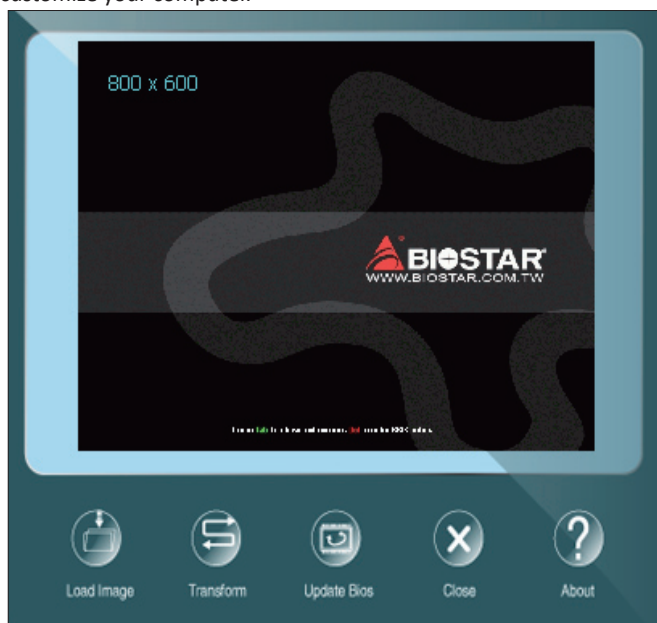 customize your computer.
800 x 600
BIOSTAR
WWW.BIOSTAR.COM.TW
Load Image
Transform
Update Bios
Close
About